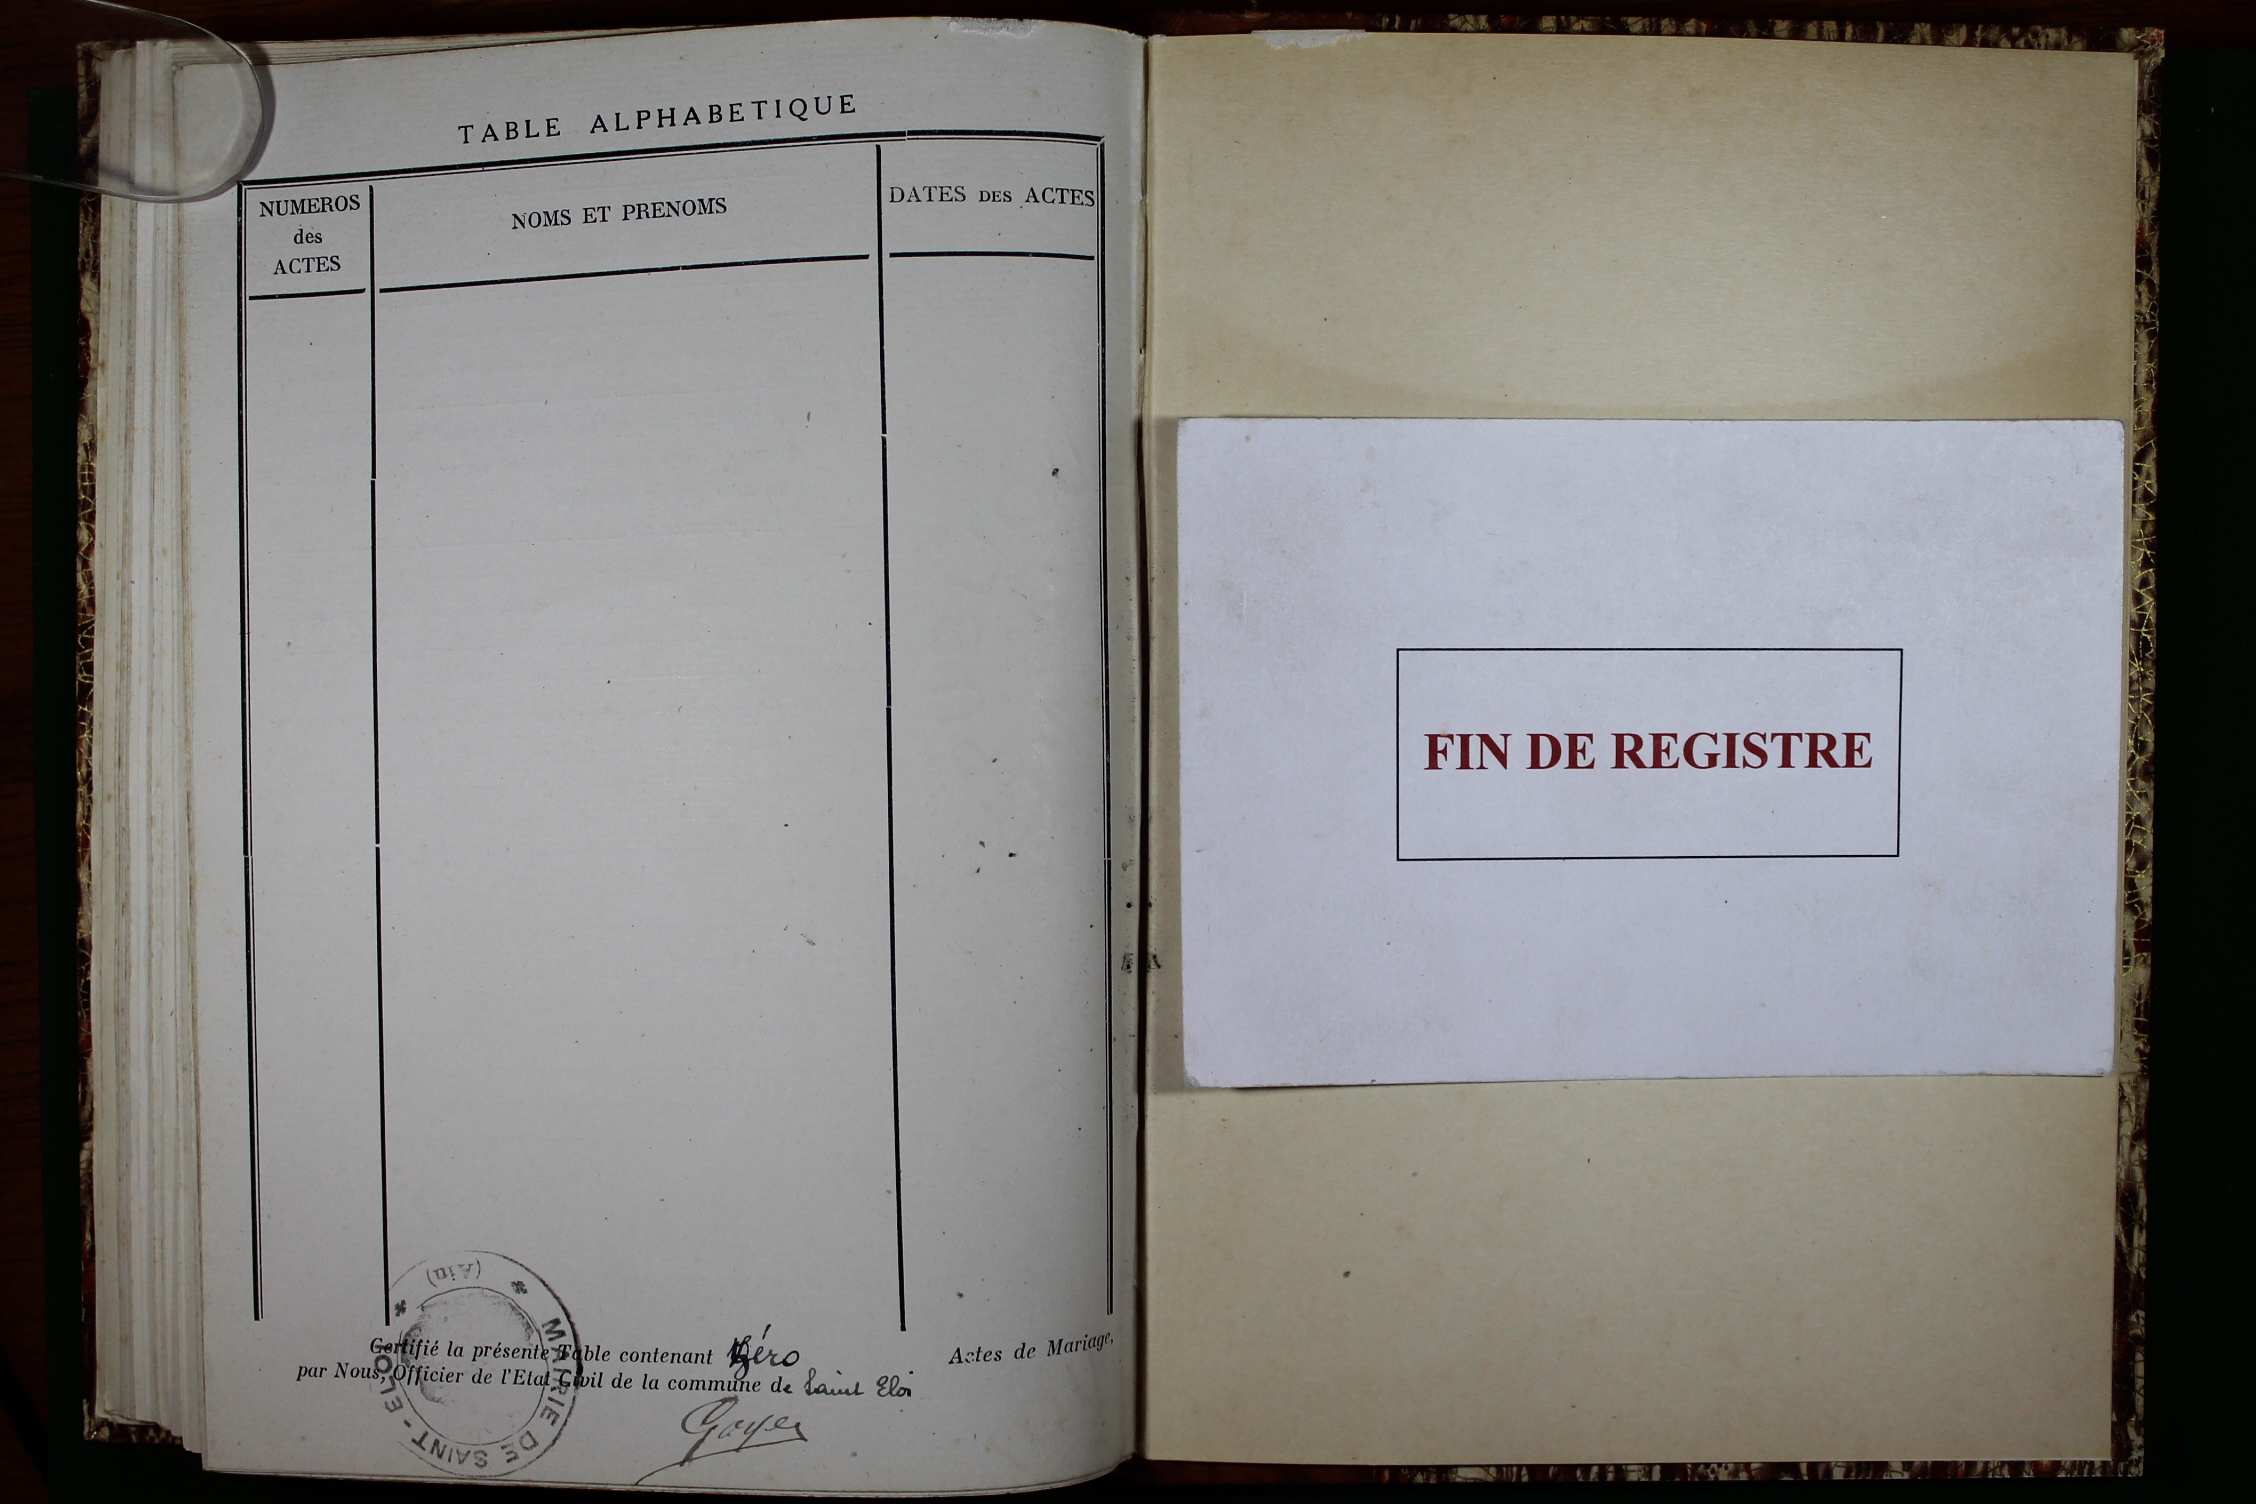 TABLE ALPHABETIQUE
NUMEROS
des
ACTES
NOMS ET PRENOMS
DATES DES ACTES
Certifié la présente Table contenant Zéro Actes de Mariage,
par Nous, Officier de l'Etat Civil de la commune de Saint Eloi
MAIRIE DE SAINT-ELOI
(Ain)
FIN DE REGISTRE